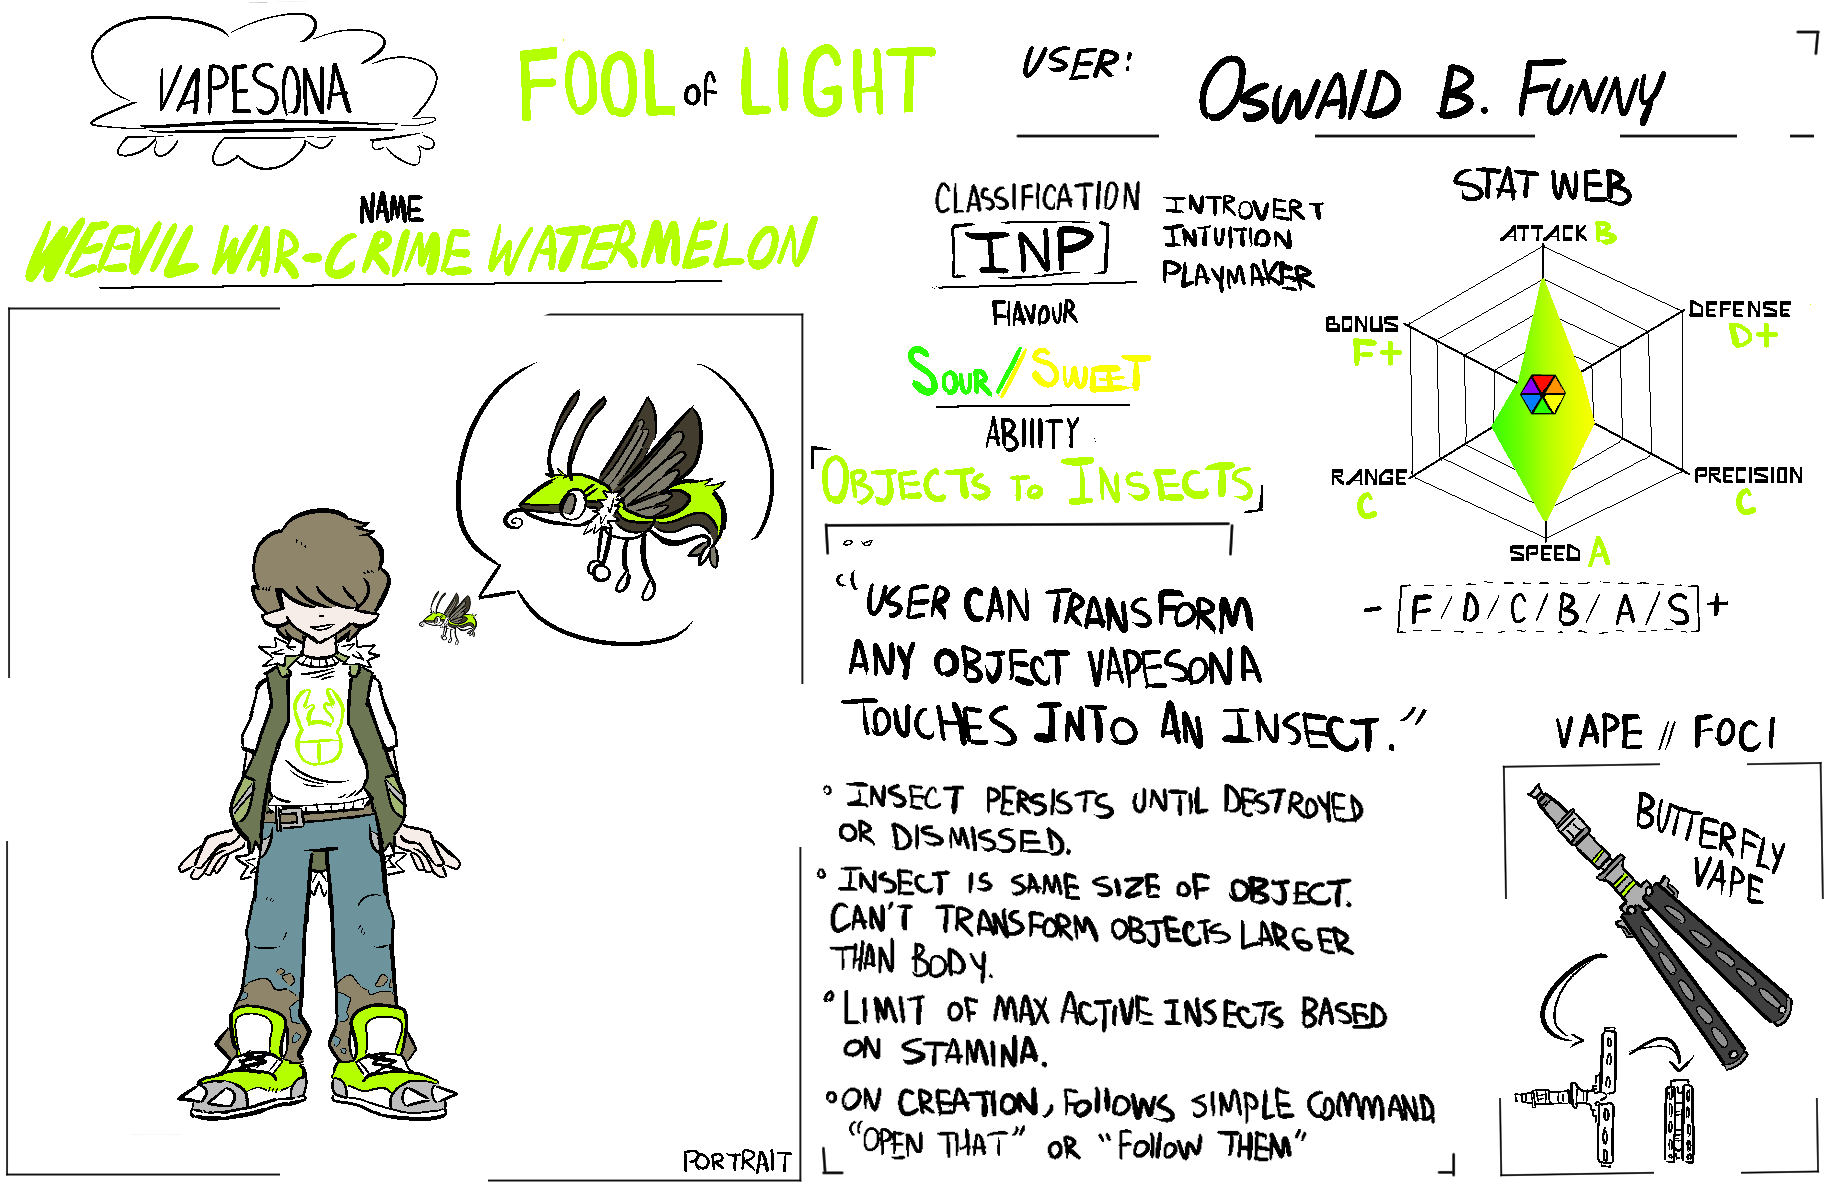 VAPESONA
FOOL OF LIGHT
USER:
OSWAlD B. FUNNY
NAME
WEEVIL WAR-CRIME WATERMELON
CLASSIFICATION
[INP]
INTROVERT
INTUITION
PLAYMAKER
FlAVOUR
SOUR/SWEET
ABIlITY
「OBJECTS TO INSECTS」
"USER CAN TRANSFORM
ANY OBJECT VAPESONA
TOUCHES INTO AN INSECT."
° INSECT PERSISTS UNTIL DESTROYED
OR DISMISSED.
° INSECT IS SAME SIZE OF OBJECT.
CAN'T TRANSFORM OBJECTS LARGER
THAN BODY.
° LIMIT OF MAX ACTIVE INSECTS BASED
ON STAMINA.
° ON CREATION, FOllOWS SIMPLE COMMAND
"OPEN THAT" OR "FOllOW THEM"
STAT WEB
ATTACK B
BONUS
F+
DEFENSE
D+
RANGE
C
PRECISION
C
SPEED A
- [F/D/C/B/A/S] +
VAPE // FOCI
BUTTERFLY
VAPE
PORTRAIT